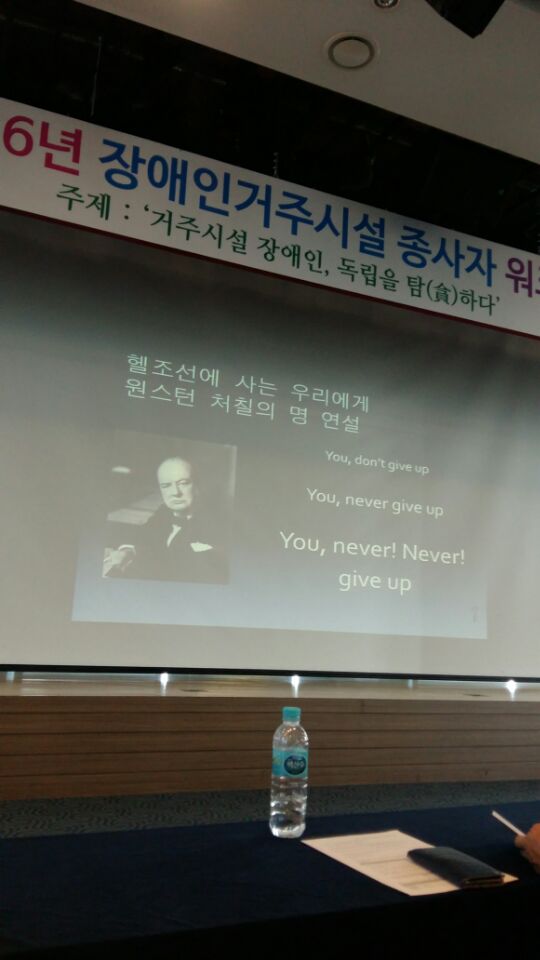 6년 장애인거주시설 종사자 워
주제 : ‘거주시설 장애인, 독립을 탐(貪)하다’
헬조선에 사는 우리에게
윈스턴 처칠의 명 연설
You, don't give up
You, never give up
You, never! Never!
give up